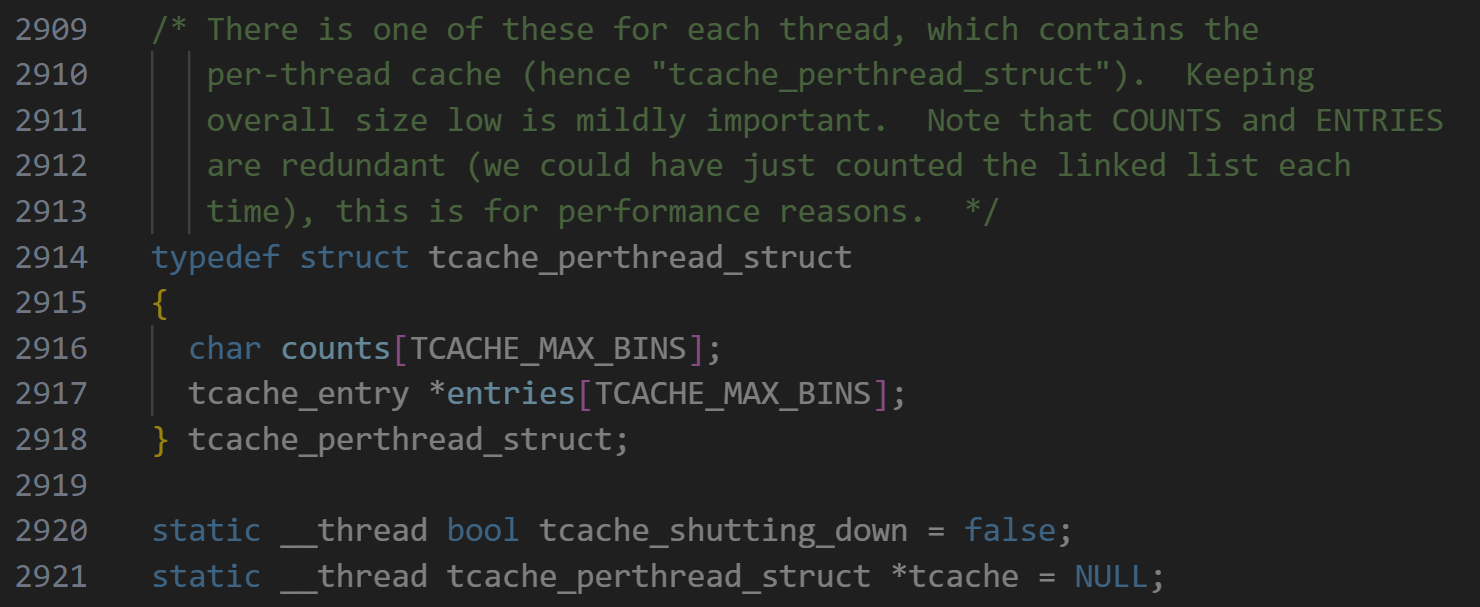 2909 /* There is one of these for each thread, which contains the
2910 per-thread cache (hence "tcache_perthread_struct").  Keeping
2911 overall size low is mildly important.  Note that COUNTS and ENTRIES
2912 are redundant (we could have just counted the linked list each
2913 time), this is for performance reasons.  */
2914 typedef struct tcache_perthread_struct
2915 {
2916   char counts[TCACHE_MAX_BINS];
2917   tcache_entry *entries[TCACHE_MAX_BINS];
2918 } tcache_perthread_struct;
2919
2920 static __thread bool tcache_shutting_down = false;
2921 static __thread tcache_perthread_struct *tcache = NULL;